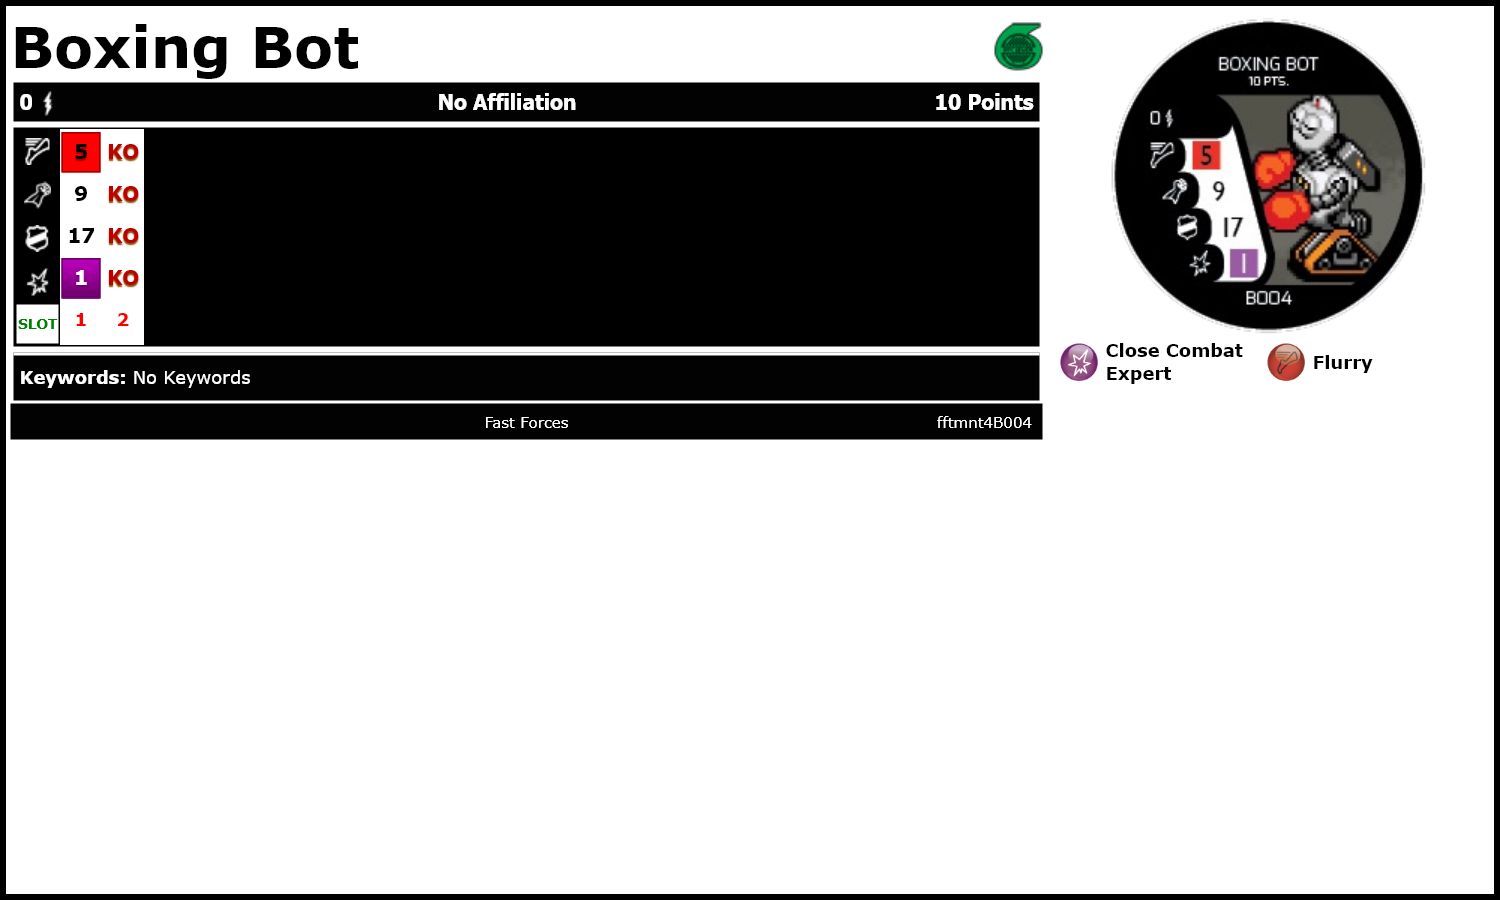 Boxing Bot
0 No Affiliation 10 Points
5 KO
9 KO
17 KO
1 KO
SLOT 1 2
Keywords: No Keywords
Fast Forces fftmnt4B004
BOXING BOT
10 PTS.
0
5
9
17
1
B004
Close Combat
Expert
Flurry